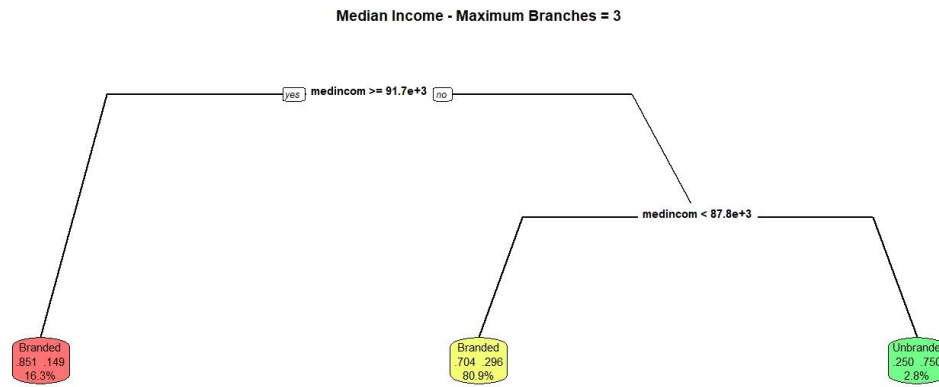 Median Income - Maximum Branches = 3
yes medincom >= 91.7e+3 no
medincom < 87.8e+3
Branded
.851 .149
16.3%
Branded
.704 .296
80.9%
Unbrande
.250 .750
2.8%